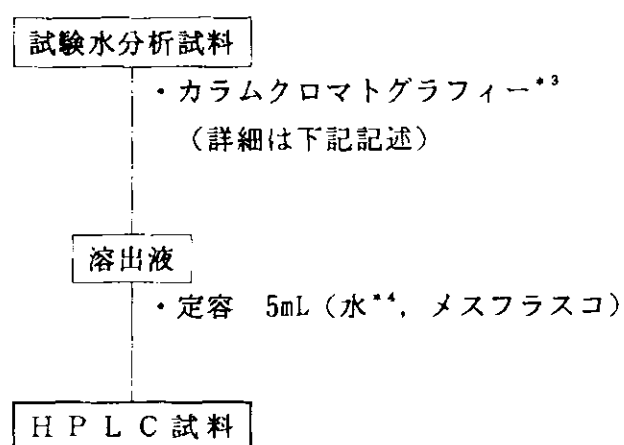 試験水分析試料
・カラムクロマトグラフィー*3
（詳細は下記記述）
溶出液
・定容　5mL（水*4，メスフラスコ）
ＨＰＬＣ試料